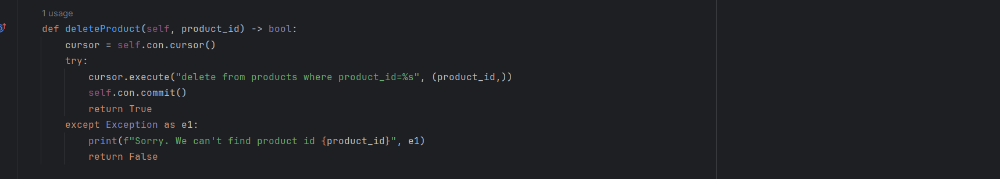 1 usage
def deleteProduct(self, product_id) -> bool:
    cursor = self.con.cursor()
    try:
        cursor.execute("delete from products where product_id=%s", (product_id,))
        self.con.commit()
        return True
    except Exception as e1:
        print(f"Sorry. We can't find product id {product_id}", e1)
        return False